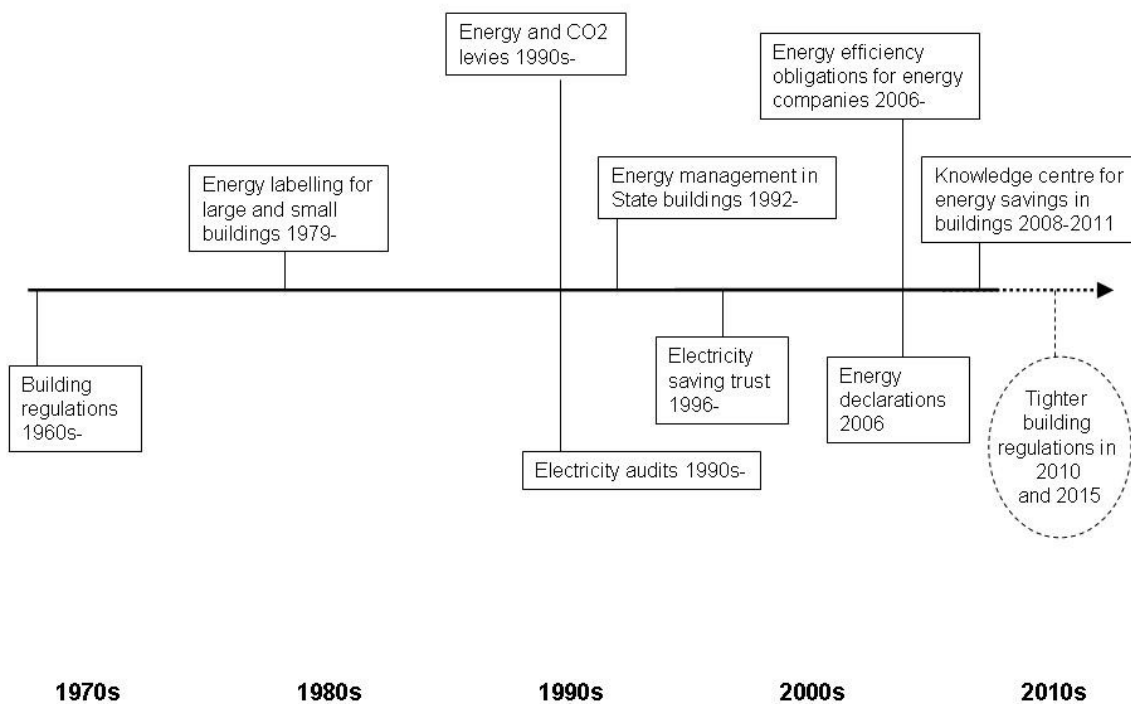 Energy and CO2
levies 1990s-
Energy efficiency
obligations for energy
companies 2006-
Energy labelling for
large and small
buildings 1979-
Energy management in
State buildings 1992-
Knowledge centre for
energy savings in
buildings 2008-2011
Building
regulations
1960s-
Electricity
saving trust
1996-
Energy
declarations
2006
Tighter
building
regulations in
2010
and 2015
Electricity audits 1990s-
1970s
1980s
1990s
2000s
2010s